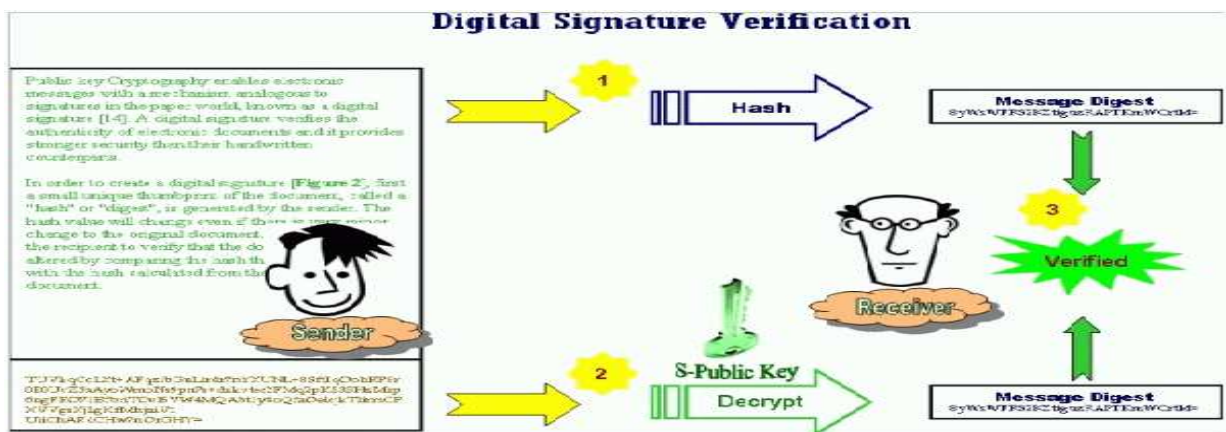 Digital Signature Verification
Public key Cryptography enables electronic
messages with a mechanism analogous to
signatures in the paper world, known as a digital
signature [14]. A digital signature verifies the
authenticity of electronic documents and it provides
stronger security than their handwritten
counterparts.
In order to create a digital signature [Figure 2], first
a small unique thumbprint of the document, called a
"hash" or "digest", is generated by the sender. The
hash value will change even if there is
change to the original document.
the recipient to verify that the do
altered by comparing the hash th
with the hash calculated from the
document.
Sender
1
Hash
Message Digest
3
Verified
Receiver
2
S-Public Key
Decrypt
Message Digest